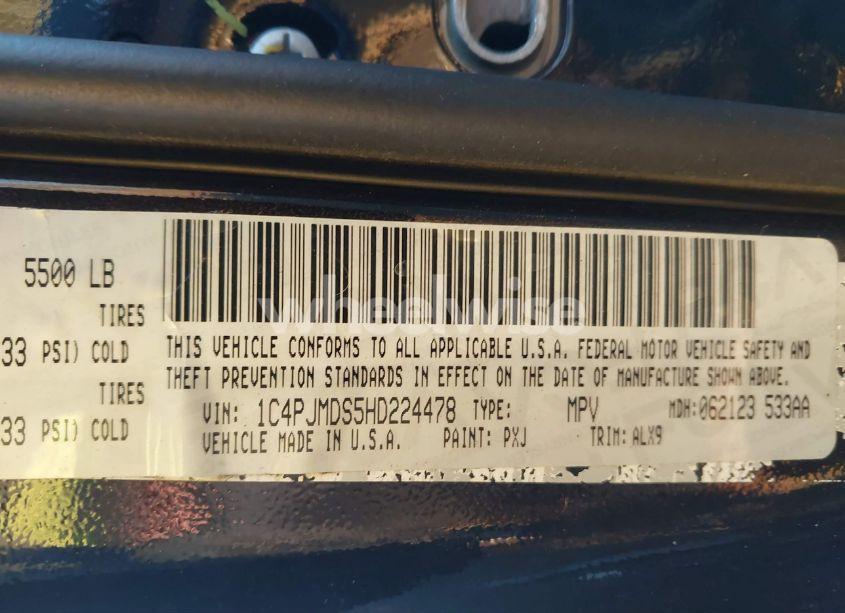 5500 LB
TIRES
33 PSI) COLD
TIRES
33 PSI) COLD
THIS VEHICLE CONFORMS TO ALL APPLICABLE U.S.A. FEDERAL MOTOR VEHICLE SAFETY AND
THEFT PREVENTION STANDARDS IN EFFECT ON THE DATE OF MANUFACTURE SHOWN ABOVE.
VIN: 1C4PJMDS5HD224478 TYPE: MPV MDH:062123 533AA
VEHICLE MADE IN U.S.A. PAINT: PXJ TRIM: ALX9
wheelwise